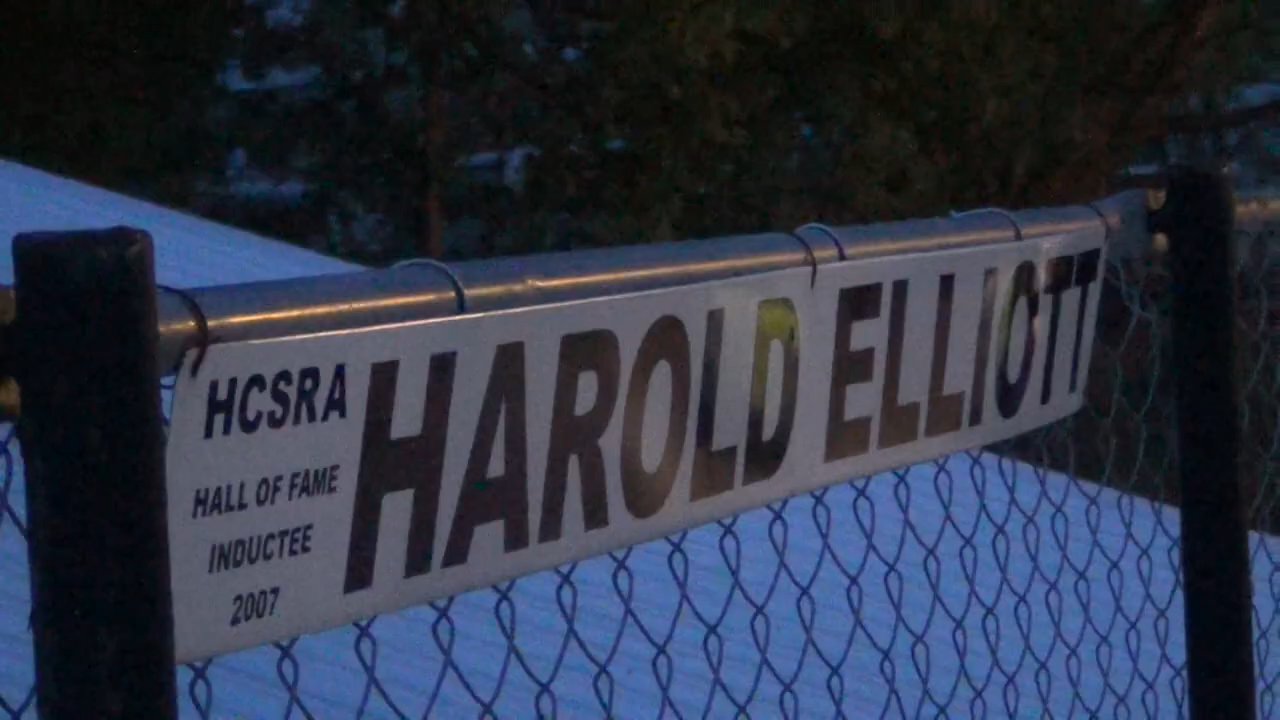 HCSRA
HALL OF FAME
INDUCTEE
2007
HAROLD ELLIOTT